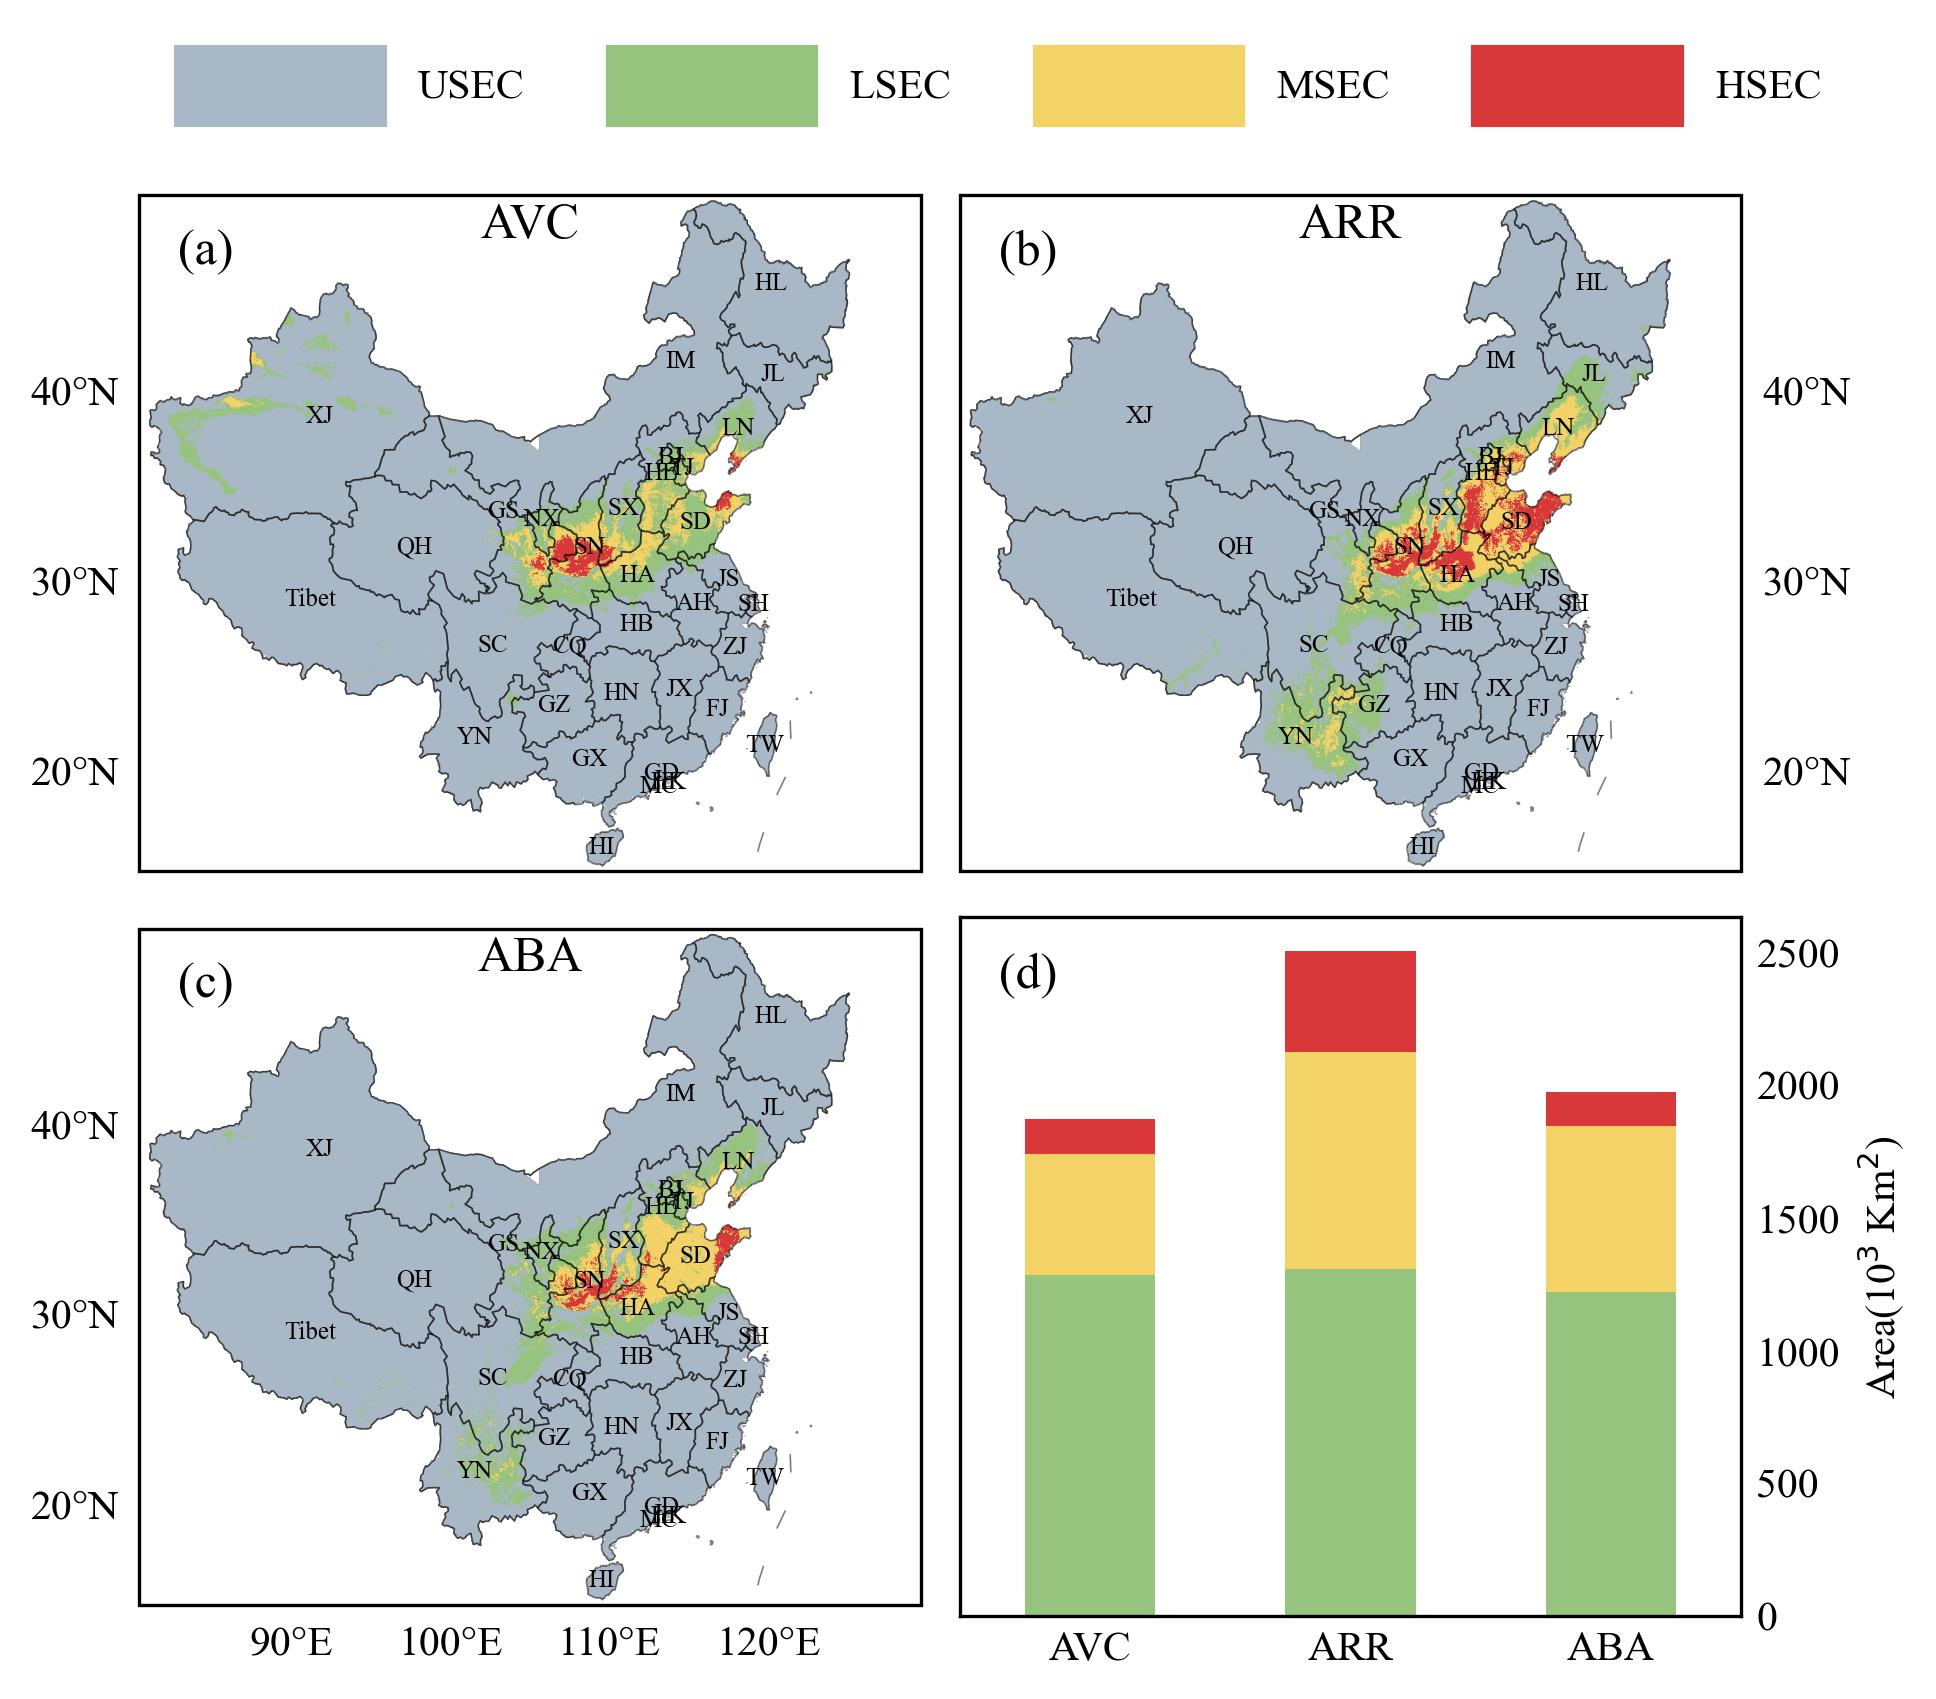 USEC LSEC MSEC HSEC
(a) AVC
HL
IM
JL
XJ
LN
BJ
HE TJ
GS NX SX
SD
QH SN
HA
JS
Tibet
AH SH
HB
SC CQ ZJ
GZ HN JX
FJ
YN
GX TW
GD
MC HK
HI
40°N
30°N
20°N
(b) ARR
HL
IM
JL
XJ
LN
BJ
HE TJ
GS NX SX
SD
QH SN
HA
JS
Tibet
AH SH
HB
SC CQ ZJ
GZ HN JX
FJ
YN
GX TW
GD
MC HK
HI
40°N
30°N
20°N
(c) ABA
HL
IM
JL
XJ
LN
BJ
HE TJ
GS NX SX
SD
QH SN
HA
JS
Tibet
AH SH
HB
SC CQ ZJ
GZ HN JX
FJ
YN
GX TW
GD
MC HK
HI
40°N
30°N
20°N
90°E 100°E 110°E 120°E
(d)
2500
2000
1500
1000
500
0
Area(10³ Km²)
AVC ARR ABA